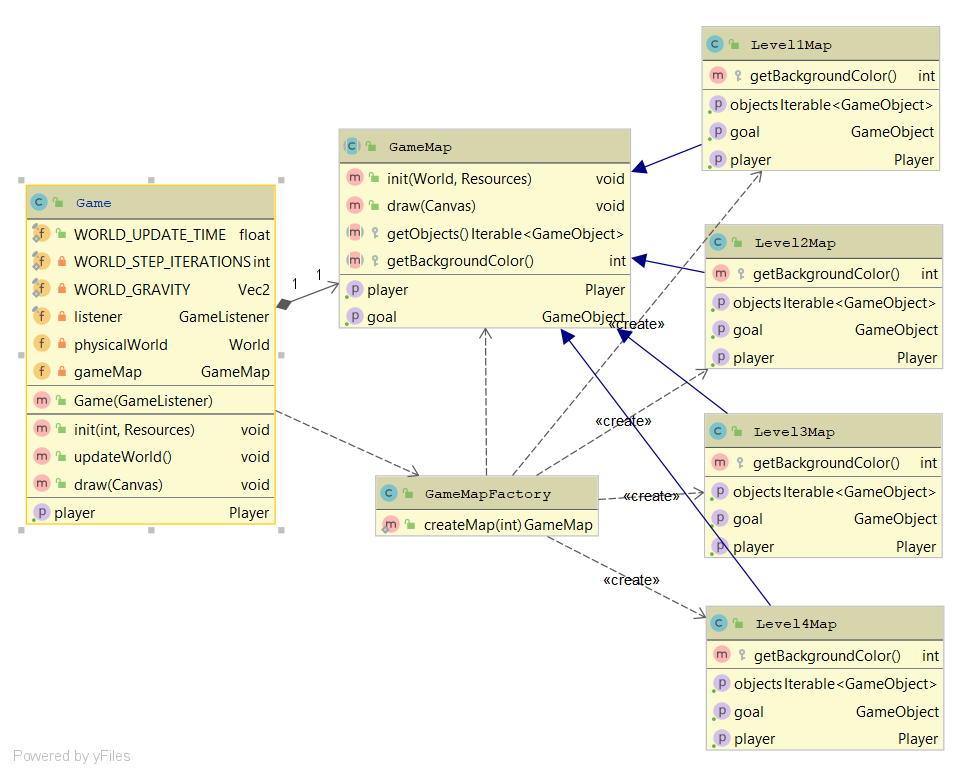 Game
WORLD_UPDATE_TIME float
WORLD_STEP_ITERATIONS int
WORLD_GRAVITY Vec2
listener GameListener
physicalWorld World
gameMap GameMap
Game(GameListener)
init(int, Resources) void
updateWorld() void
draw(Canvas) void
player Player
1
1
GameMap
init(World, Resources) void
draw(Canvas) void
getObjects() Iterable<GameObject>
getBackgroundColor() int
player Player
goal GameObject
GameMapFactory
createMap(int) GameMap
«create»
«create»
«create»
«create»
Level1Map
getBackgroundColor() int
objects Iterable<GameObject>
goal GameObject
player Player
Level2Map
getBackgroundColor() int
objects Iterable<GameObject>
goal GameObject
player Player
Level3Map
getBackgroundColor() int
objects Iterable<GameObject>
goal GameObject
player Player
Level4Map
getBackgroundColor() int
objects Iterable<GameObject>
goal GameObject
player Player
Powered by yFiles